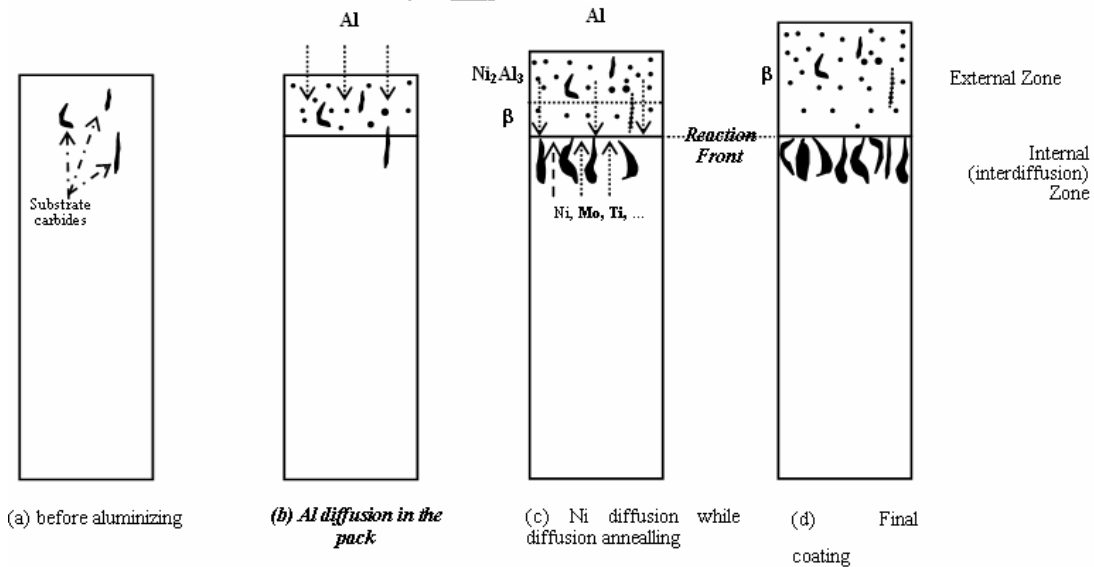 Al
Al
Ni2Al3
β
β
External Zone
Reaction
Front
Internal
(interdiffusion)
Zone
Substrate
carbides
Ni, Mo, Ti, ...
(a) before aluminizing
(b) Al diffusion in the
pack
(c) Ni diffusion while
diffusion annealling
(d) Final
coating